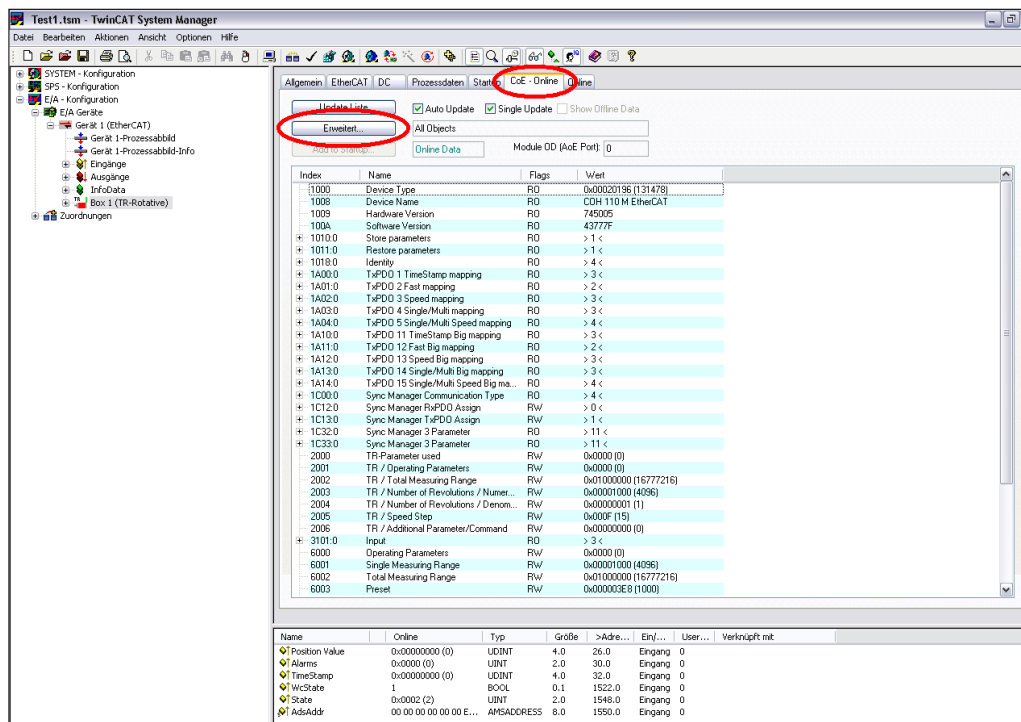 Test1.tsm - TwinCAT System Manager
Datei Bearbeiten Aktionen Ansicht Optionen Hilfe
SYSTEM - Konfiguration
SPS - Konfiguration
E/A - Konfiguration
E/A Geräte
Gerät 1 (EtherCAT)
Gerät 1-Prozessabbild
Gerät 1-Prozessabbild-Info
Eingänge
Ausgänge
InfoData
Box 1 (TR-Rotative)
Zuordnungen
Allgemein EtherCAT DC Prozessdaten Startup CoE - Online Online
Update Liste Auto Update Single Update Show Offline Data
Erweitert... All Objects
Add to Startup... Online Data Module OD (AoE Port): 0
Index Name Flags Wert
1000 Device Type RO 0x00020196 (131478)
1008 Device Name RO COH 110 M EtherCAT
1009 Hardware Version RO 745005
100A Software Version RO 43777F
1010:0 Store parameters RO > 1 <
1011:0 Restore parameters RO > 1 <
1018:0 Identity RO > 4 <
1A00:0 TxPDO 1 TimeStamp mapping RO > 3 <
1A01:0 TxPDO 2 Fast mapping RO > 2 <
1A02:0 TxPDO 3 Speed mapping RO > 3 <
1A03:0 TxPDO 4 Single/Multi mapping RO > 3 <
1A04:0 TxPDO 5 Single/Multi Speed mapping RO > 4 <
1A10:0 TxPDO 11 TimeStamp Big mapping RO > 3 <
1A11:0 TxPDO 12 Fast Big mapping RO > 2 <
1A12:0 TxPDO 13 Speed Big mapping RO > 3 <
1A13:0 TxPDO 14 Single/Multi Big mapping RO > 3 <
1A14:0 TxPDO 15 Single/Multi Speed Big ma... RO > 4 <
1C00:0 Sync Manager Communication Type RO > 4 <
1C12:0 Sync Manager RxPDO Assign RW > 0 <
1C13:0 Sync Manager TxPDO Assign RW > 1 <
1C32:0 Sync Manager 3 Parameter RO > 11 <
1C33:0 Sync Manager 3 Parameter RO > 11 <
2000 TR-Parameter used RW 0x0000 (0)
2001 TR / Operating Parameters RW 0x0000 (0)
2002 TR / Total Measuring Range RW 0x01000000 (16777216)
2003 TR / Number of Revolutions / Numer... RW 0x00001000 (4096)
2004 TR / Number of Revolutions / Denom... RW 0x00000001 (1)
2005 TR / Speed Step RW 0x000F (15)
2006 TR / Additional Parameter/Command RW 0x00000000 (0)
3101:0 Input RO > 3 <
6000 Operating Parameters RW 0x0000 (0)
6001 Single Measuring Range RW 0x00001000 (4096)
6002 Total Measuring Range RW 0x01000000 (16777216)
6003 Preset RW 0x000003E8 (1000)
Name Online Typ Größe >Adre... Ein/... User... Verknüpft mit
Position Value 0x00000000 (0) UDINT 4.0 26.0 Eingang 0
Alarms 0x0000 (0) UINT 2.0 30.0 Eingang 0
TimeStamp 0x00000000 (0) UDINT 4.0 32.0 Eingang 0
WcState 1 BOOL 0.1 1522.0 Eingang 0
State 0x0002 (2) UINT 2.0 1548.0 Eingang 0
AdsAddr 00 00 00 00 00 00 E... AMSADDRESS 8.0 1550.0 Eingang 0